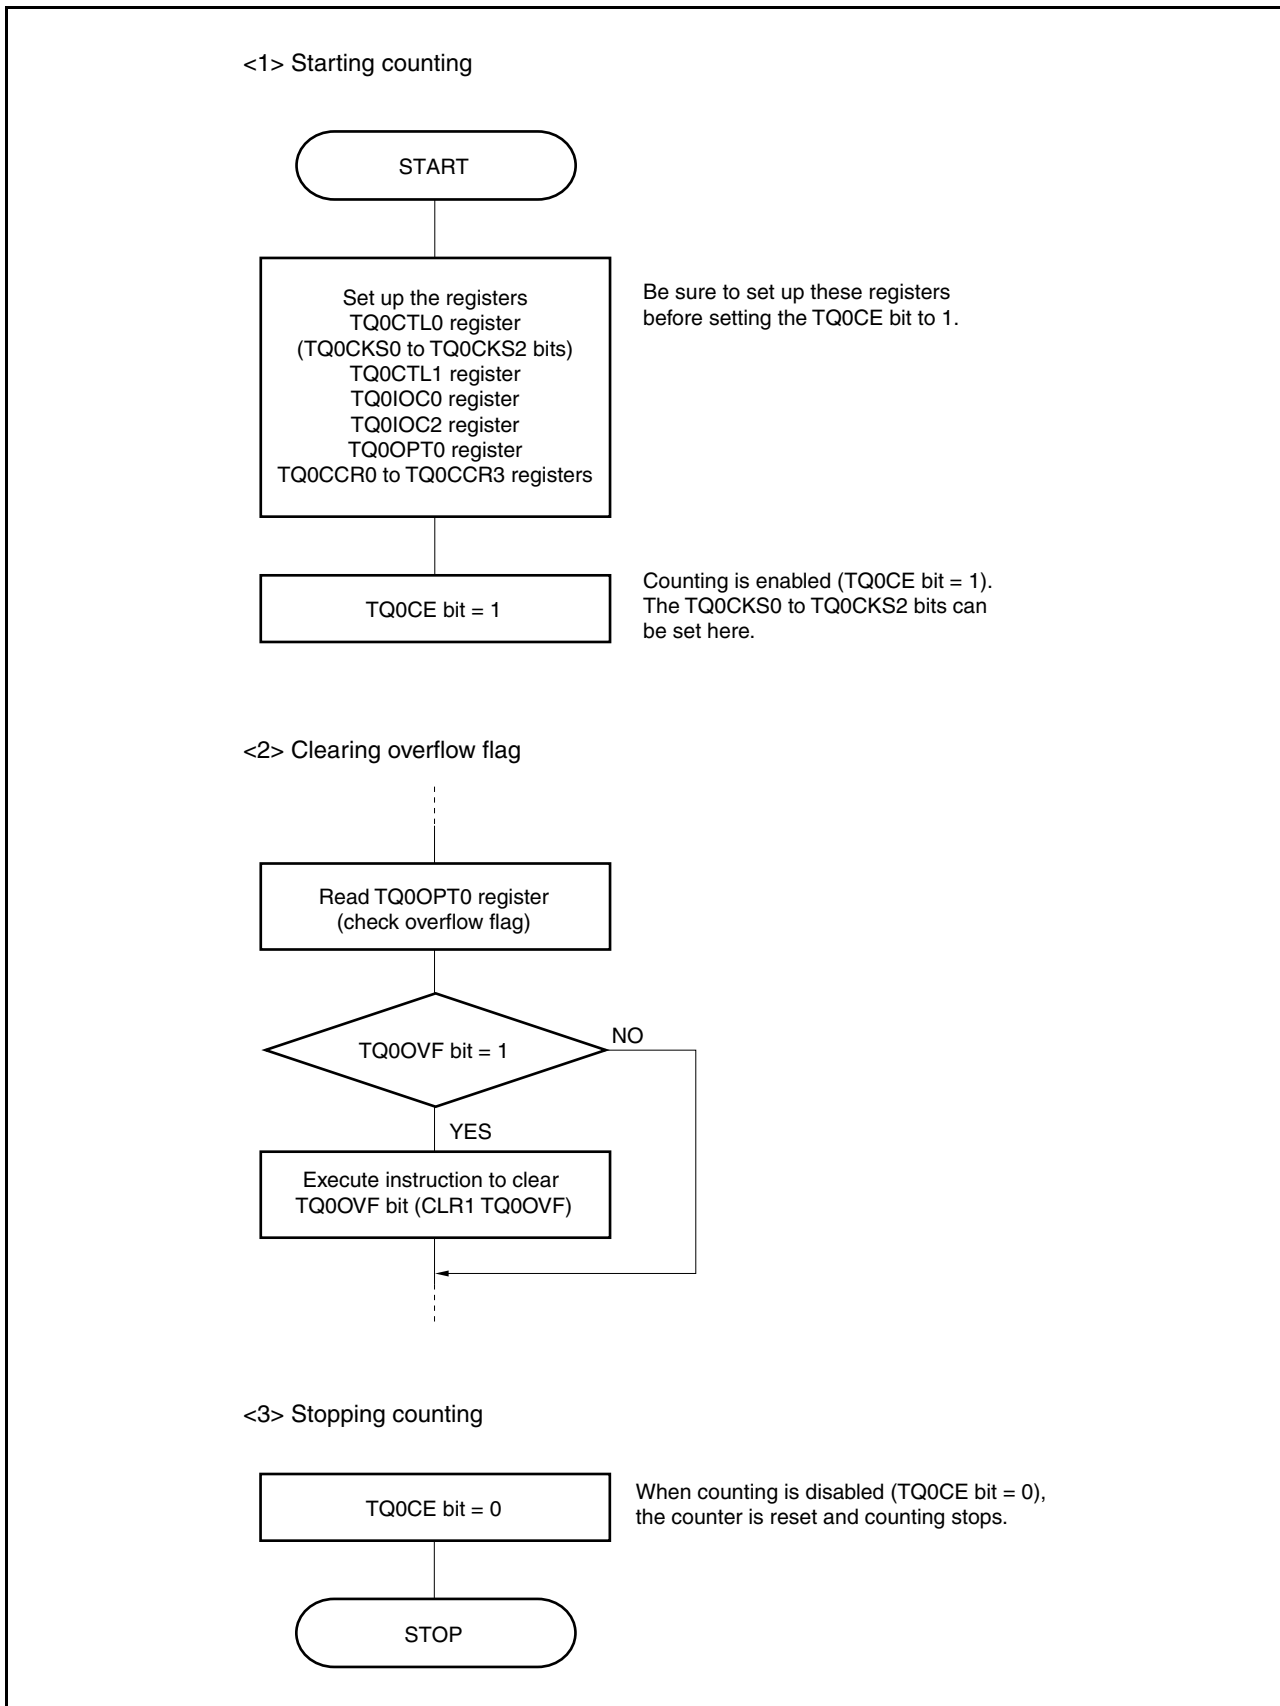 <1> Starting counting
START
Set up the registers
TQ0CTL0 register
(TQ0CKS0 to TQ0CKS2 bits)
TQ0CTL1 register
TQ0IOC0 register
TQ0IOC2 register
TQ0OPT0 register
TQ0CCR0 to TQ0CCR3 registers
Be sure to set up these registers
before setting the TQ0CE bit to 1.
TQ0CE bit = 1
Counting is enabled (TQ0CE bit = 1).
The TQ0CKS0 to TQ0CKS2 bits can
be set here.
<2> Clearing overflow flag
Read TQ0OPT0 register
(check overflow flag)
TQ0OVF bit = 1
NO
YES
Execute instruction to clear
TQ0OVF bit (CLR1 TQ0OVF)
<3> Stopping counting
TQ0CE bit = 0
When counting is disabled (TQ0CE bit = 0),
the counter is reset and counting stops.
STOP